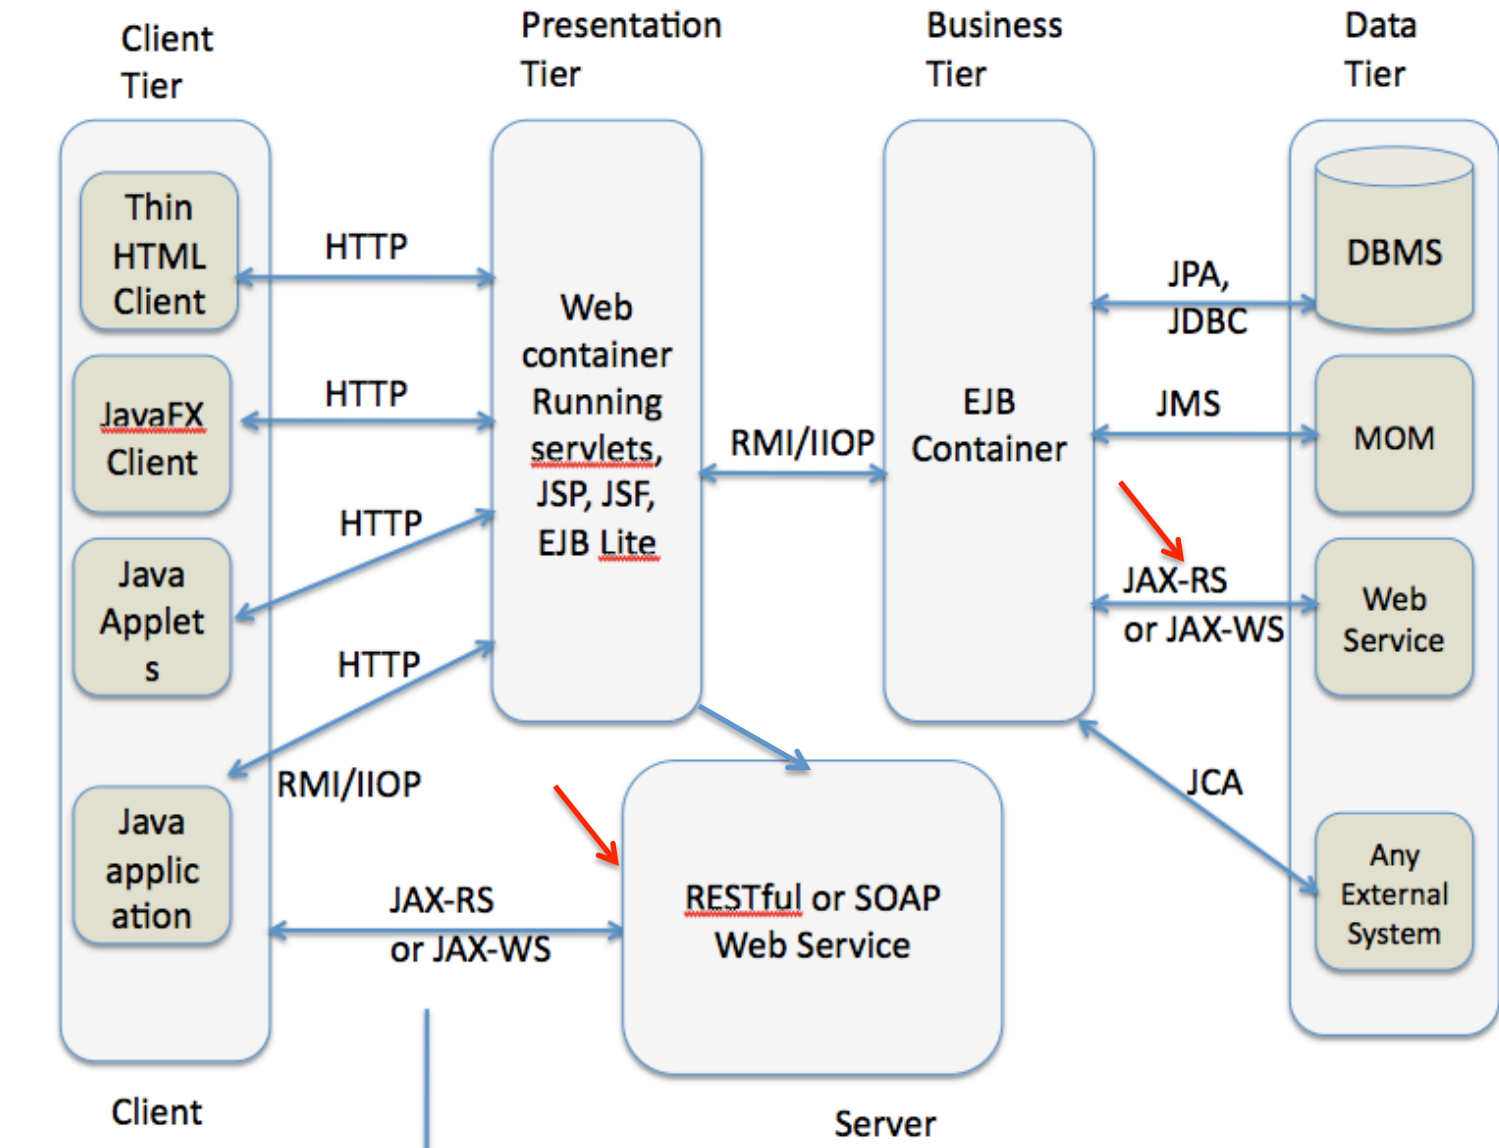 Client
Tier
Presentation
Tier
Business
Tier
Data
Tier
Thin
HTML
Client
JavaFX
Client
Java
Applet
s
Java
applic
ation
HTTP
HTTP
HTTP
HTTP
RMI/IIOP
JAX-RS
or JAX-WS
Web
container
Running
servlets,
JSP, JSF,
EJB Lite
RMI/IIOP
EJB
Container
RESTful or SOAP
Web Service
JPA,
JDBC
JMS
JAX-RS
or JAX-WS
JCA
DBMS
MOM
Web
Service
Any
External
System
Client
Server